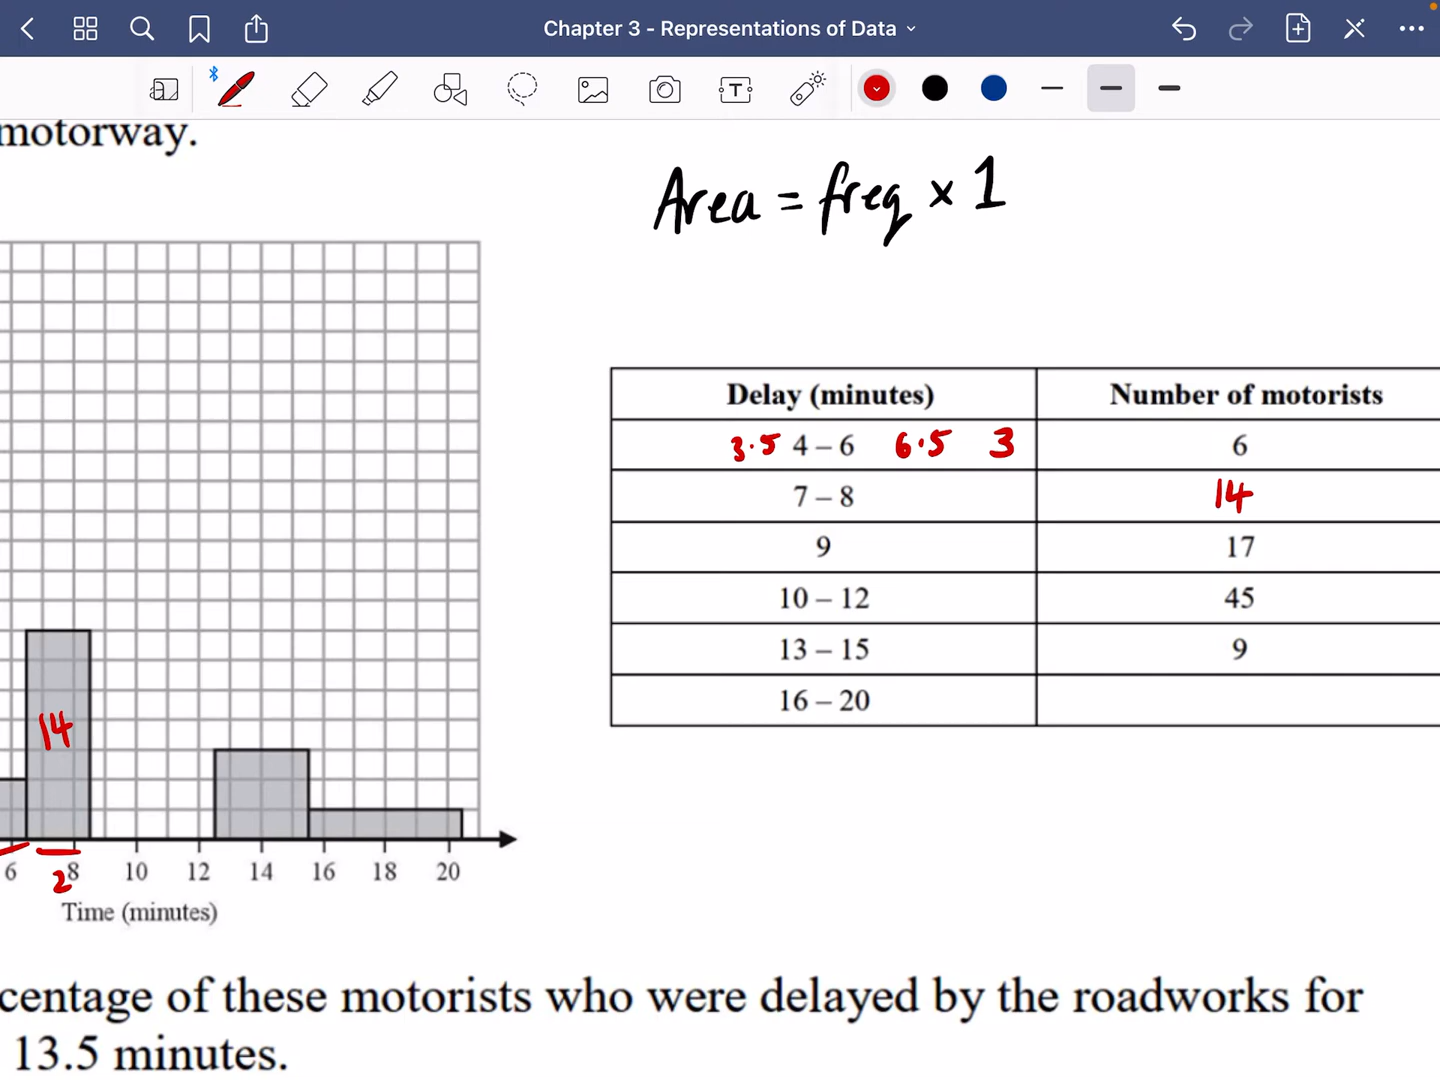 Chapter 3 - Representations of Data
motorway.
Area = freq × 1
Delay (minutes) Number of motorists
3.5 4 – 6 6.5 3 6
7 – 8 14
9 17
10 – 12 45
13 – 15 9
16 – 20
14
6 8 10 12 14 16 18 20
2
Time (minutes)
centage of these motorists who were delayed by the roadworks for
13.5 minutes.